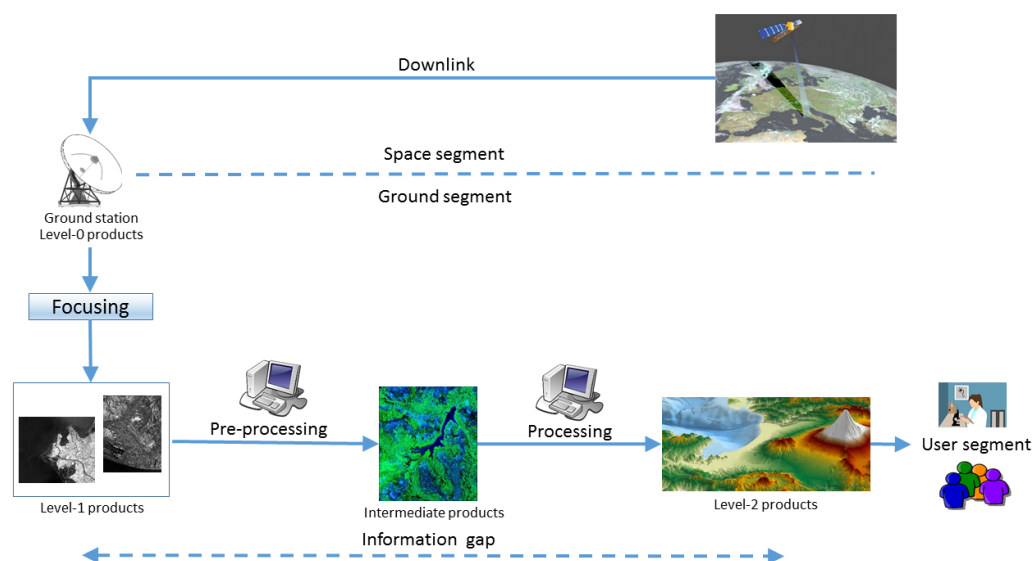 Downlink
Space segment
Ground segment
Ground station
Level-0 products
Focusing
Pre-processing
Processing
User segment
Level-1 products
Intermediate products
Level-2 products
Information gap